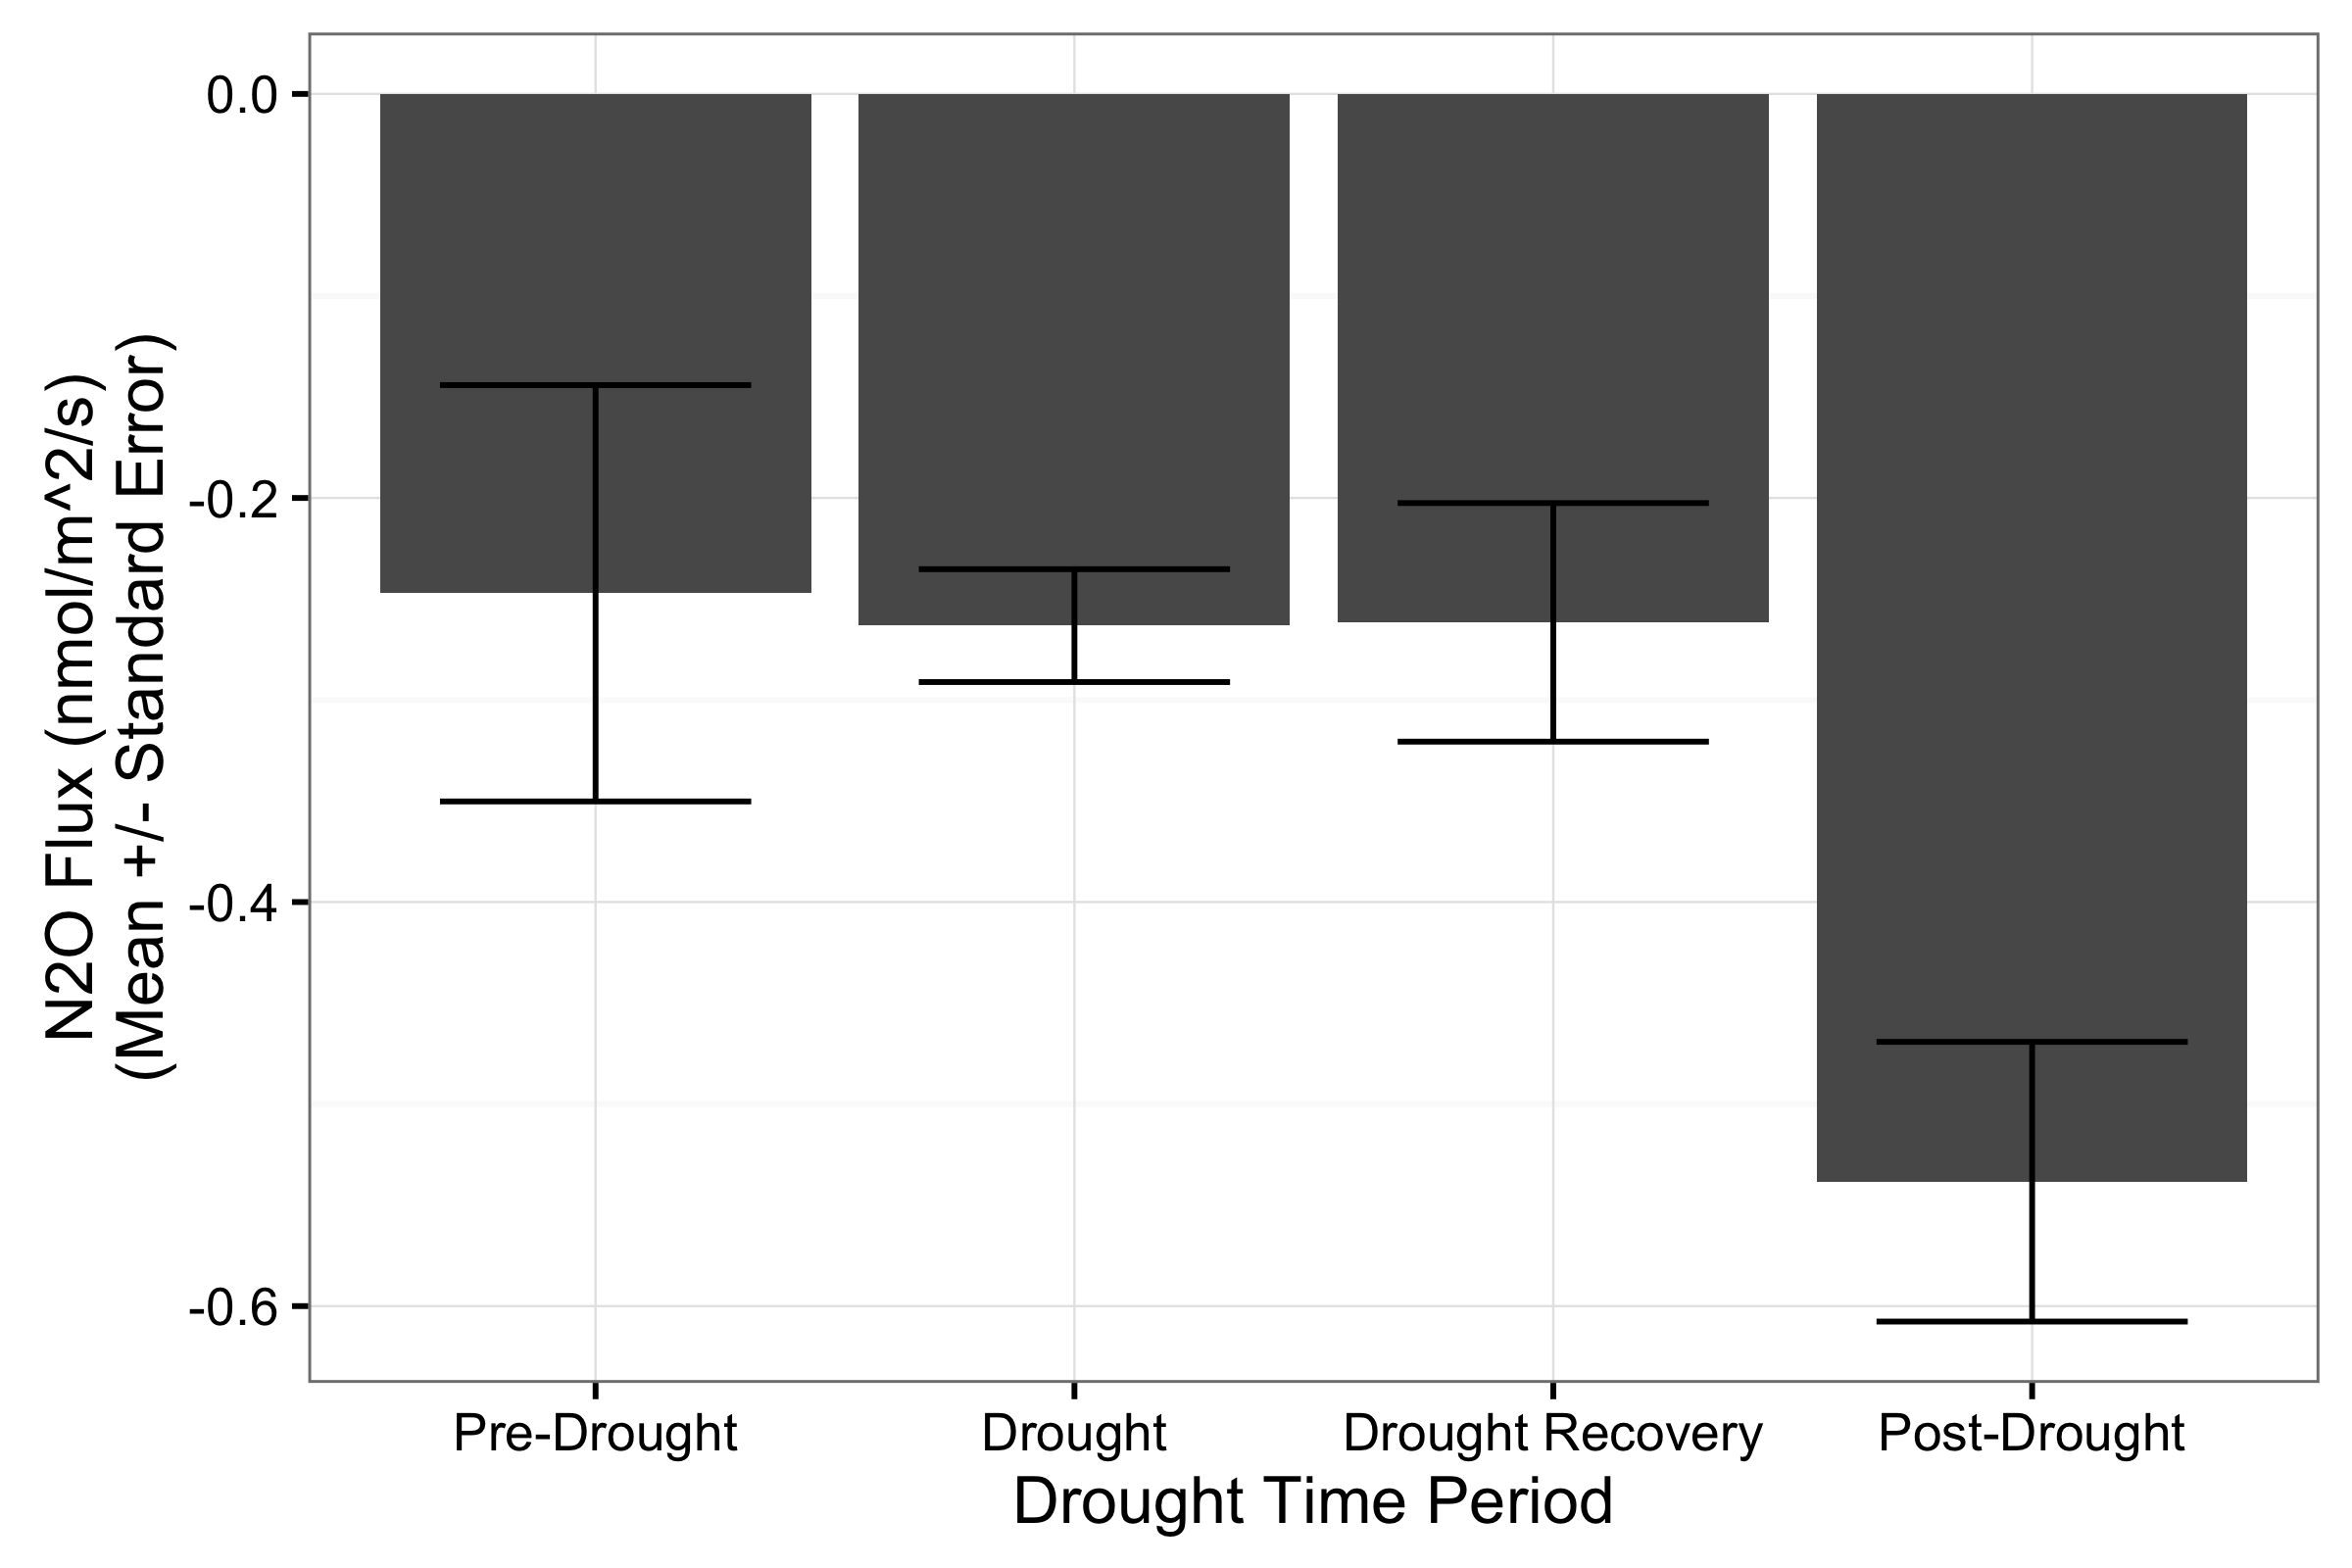 N2O Flux (nmol/m^2/s)
(Mean +/- Standard Error)
0.0
-0.2
-0.4
-0.6
Pre-Drought
Drought
Drought Recovery
Post-Drought
Drought Time Period